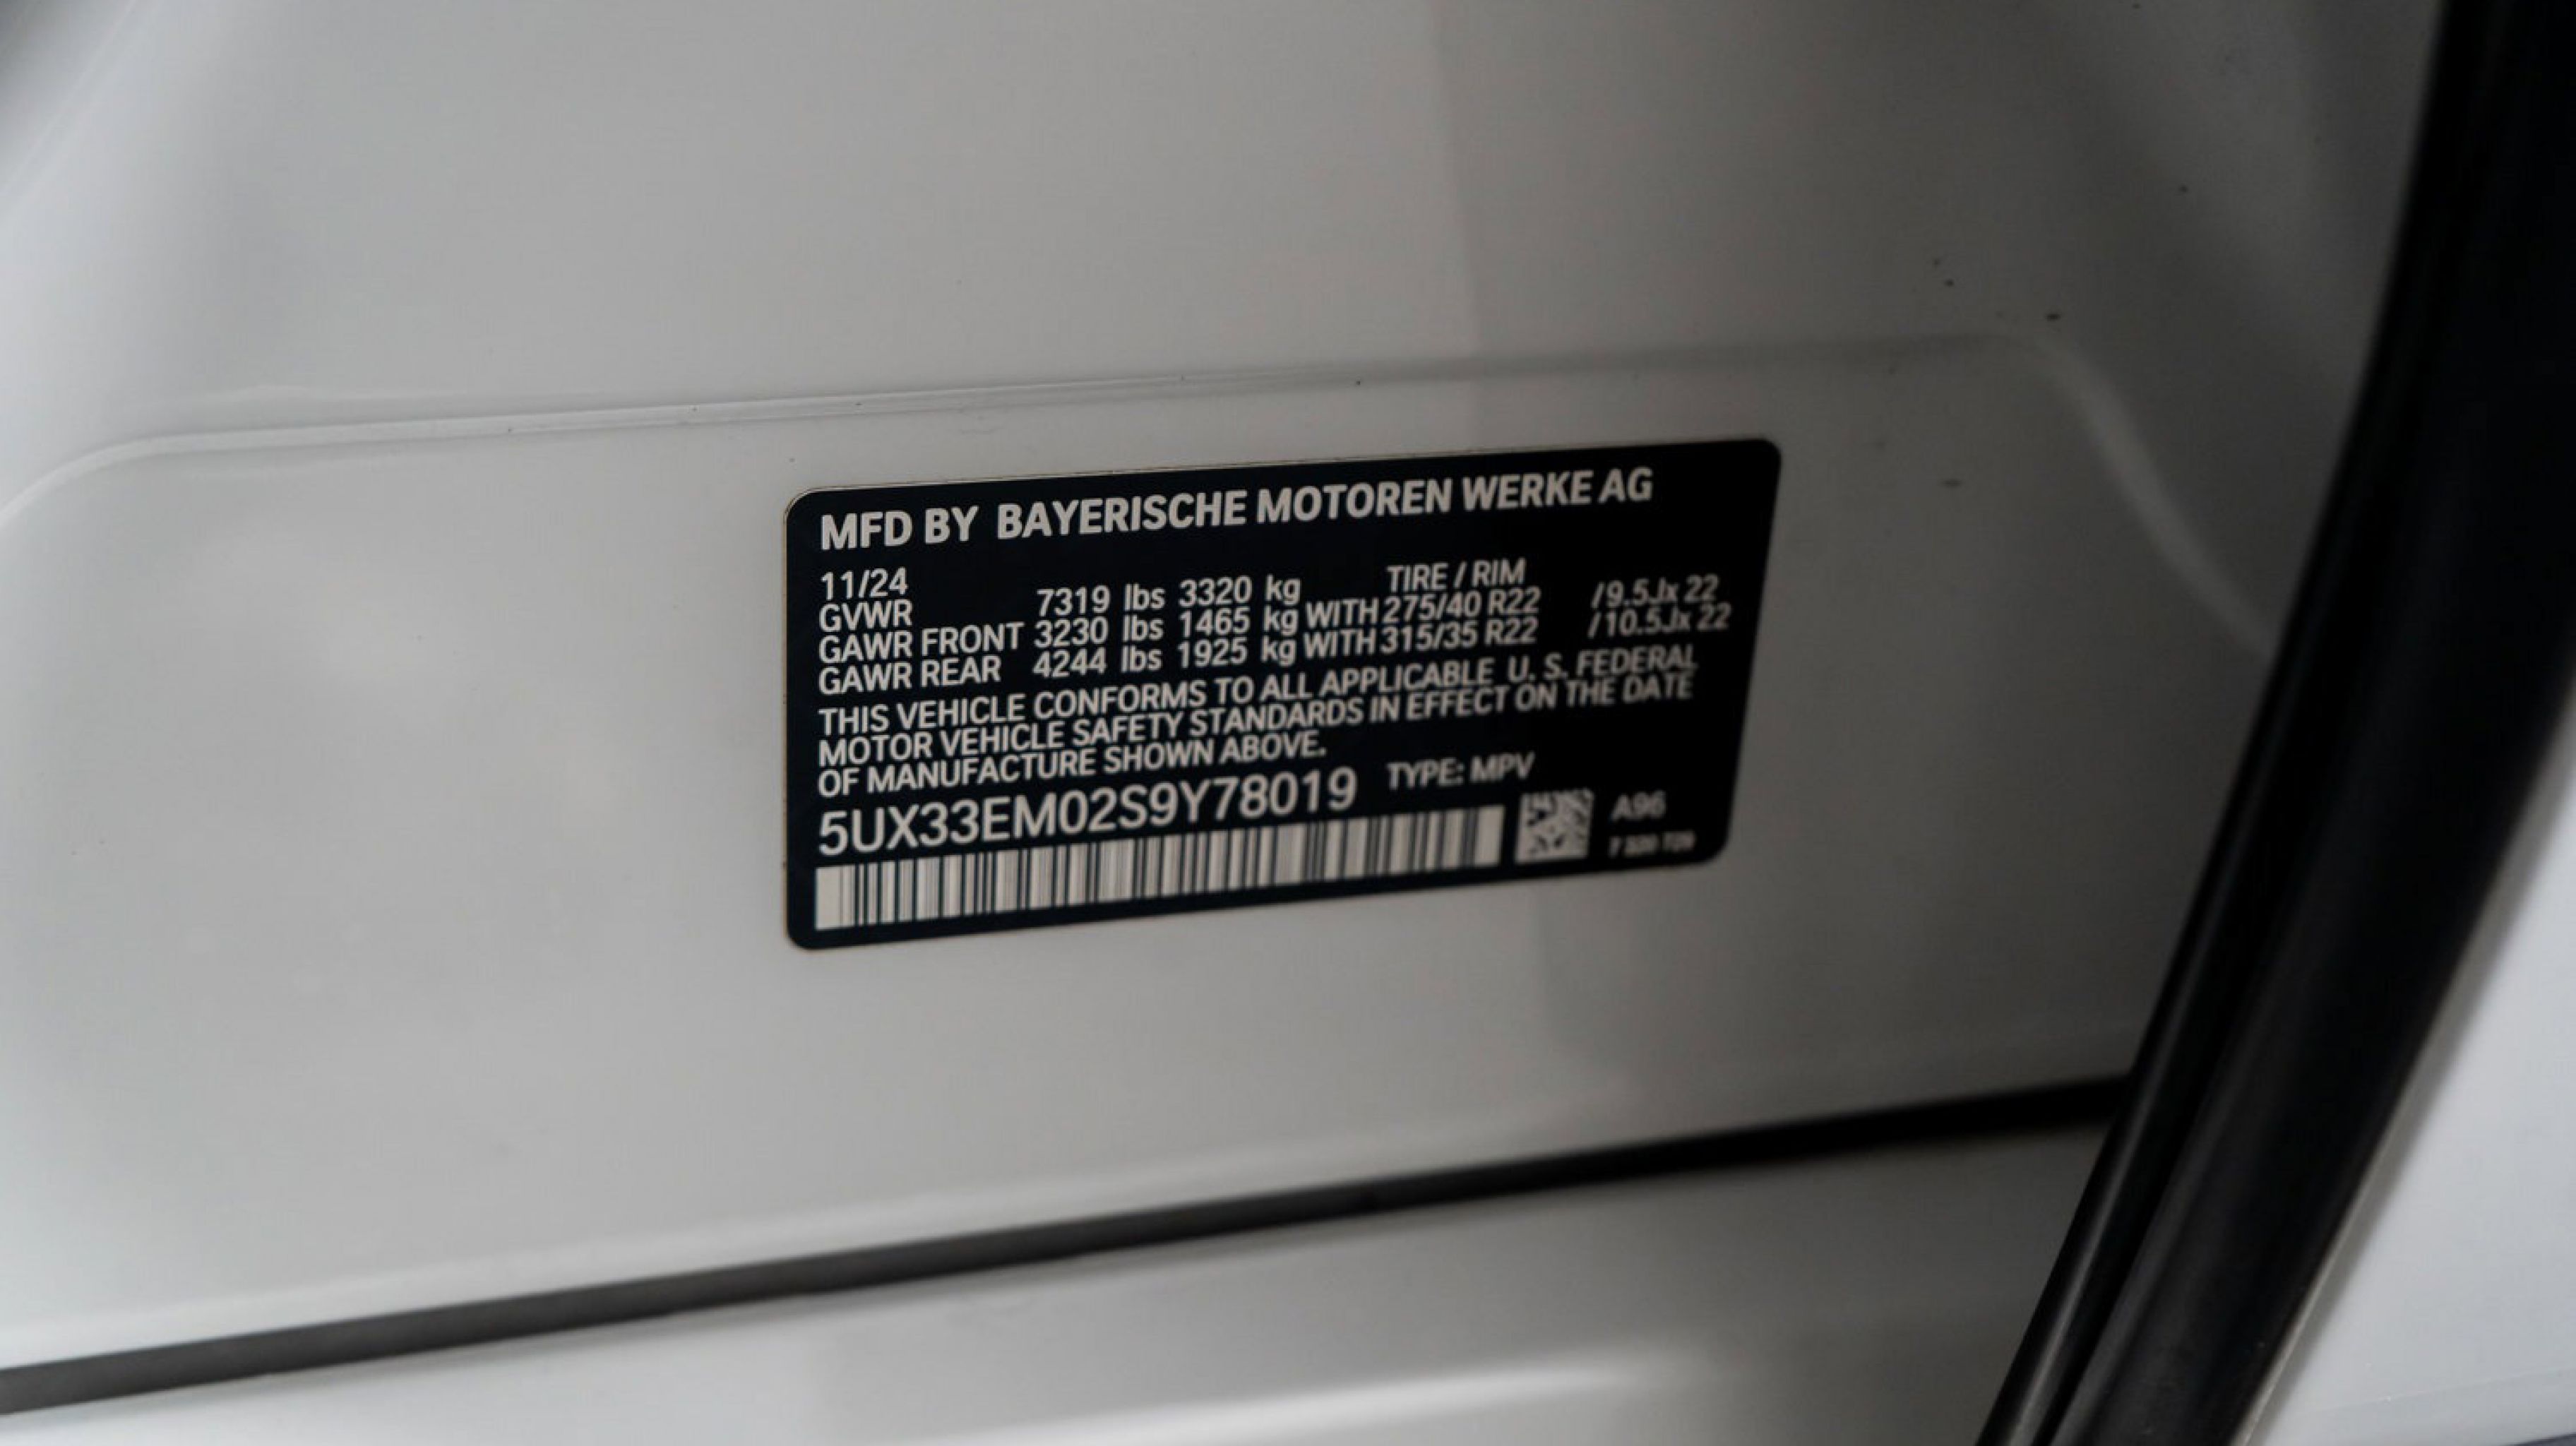 MFD BY BAYERISCHE MOTOREN WERKE AG
11/24 TIRE / RIM
GVWR 7319 lbs 3320 kg
GAWR FRONT 3230 lbs 1465 kg WITH 275/40 R22 /9.5Jx 22
GAWR REAR 4244 lbs 1925 kg WITH 315/35 R22 /10.5Jx 22
THIS VEHICLE CONFORMS TO ALL APPLICABLE U. S. FEDERAL
MOTOR VEHICLE SAFETY STANDARDS IN EFFECT ON THE DATE
OF MANUFACTURE SHOWN ABOVE.
5UX33EM02S9Y78019 TYPE: MPV
A96